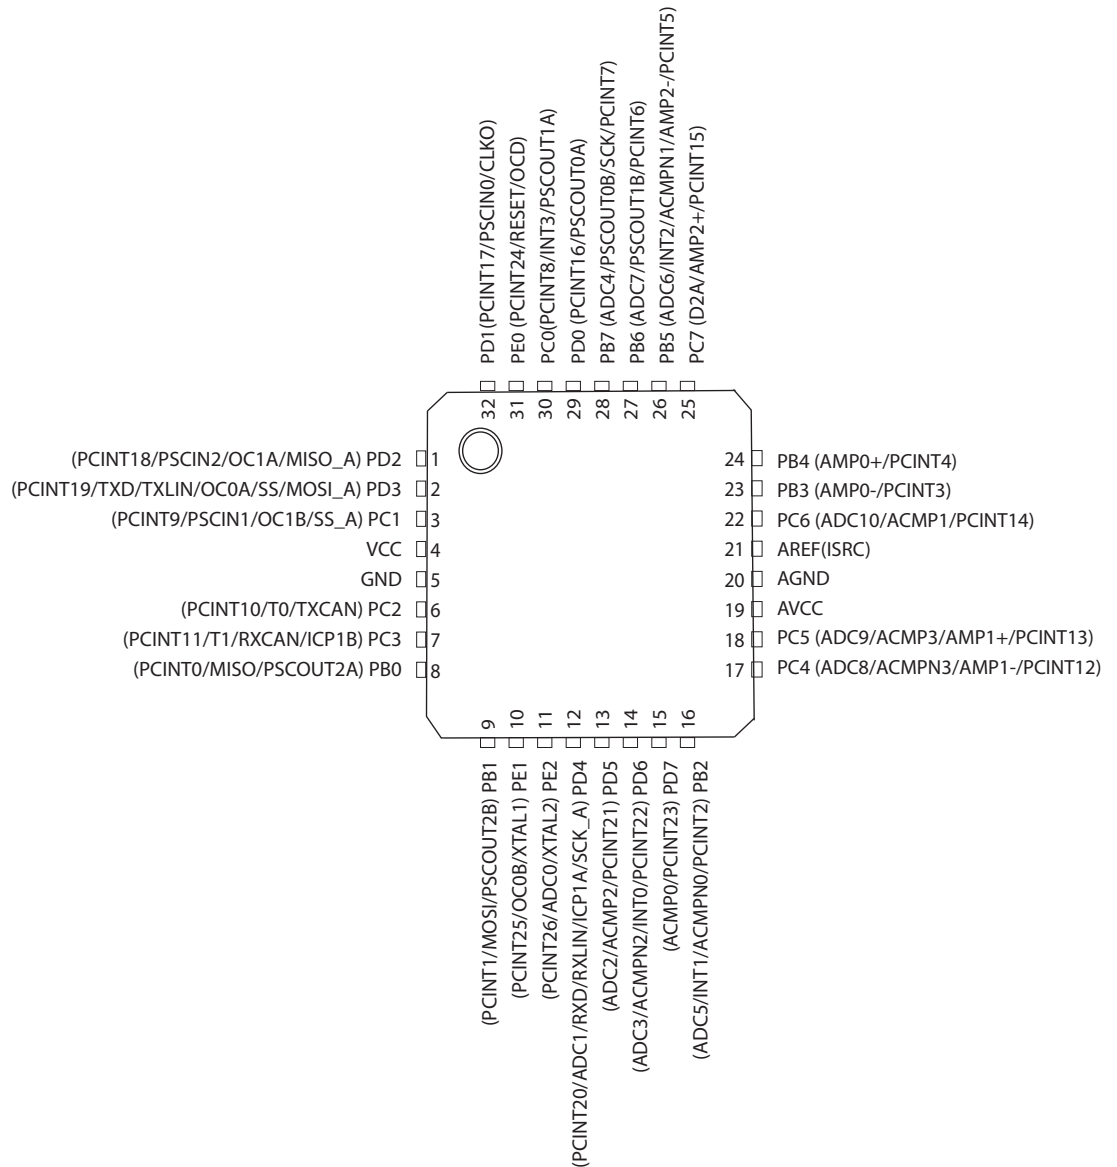 PD1(PCINT17/PSCIN0/CLKO)
PE0 (PCINT24/RESET/OCD)
PC0(PCINT8/INT3/PSCOUT1A)
PD0 (PCINT16/PSCOUT0A)
PB7 (ADC4/PSCOUT0B/SCK/PCINT7)
PB6 (ADC7/PSCOUT1B/PCINT6)
PB5 (ADC6/INT2/ACMPN1/AMP2-/PCINT5)
PC7 (D2A/AMP2+/PCINT15)
32
31
30
29
28
27
26
25
(PCINT18/PSCIN2/OC1A/MISO_A) PD2 1
(PCINT19/TXD/TXLIN/OC0A/SS/MOSI_A) PD3 2
(PCINT9/PSCIN1/OC1B/SS_A) PC1 3
VCC 4
GND 5
(PCINT10/T0/TXCAN) PC2 6
(PCINT11/T1/RXCAN/ICP1B) PC3 7
(PCINT0/MISO/PSCOUT2A) PB0 8
24 PB4 (AMP0+/PCINT4)
23 PB3 (AMP0-/PCINT3)
22 PC6 (ADC10/ACMP1/PCINT14)
21 AREF(ISRC)
20 AGND
19 AVCC
18 PC5 (ADC9/ACMP3/AMP1+/PCINT13)
17 PC4 (ADC8/ACMPN3/AMP1-/PCINT12)
9
10
11
12
13
14
15
16
(PCINT1/MOSI/PSCOUT2B) PB1
(PCINT25/OC0B/XTAL1) PE1
(PCINT26/ADC0/XTAL2) PE2
(PCINT20/ADC1/RXD/RXLIN/ICP1A/SCK_A) PD4
(ADC2/ACMP2/PCINT21) PD5
(ADC3/ACMPN2/INT0/PCINT22) PD6
(ACMP0/PCINT23) PD7
(ADC5/INT1/ACMPN0/PCINT2) PB2